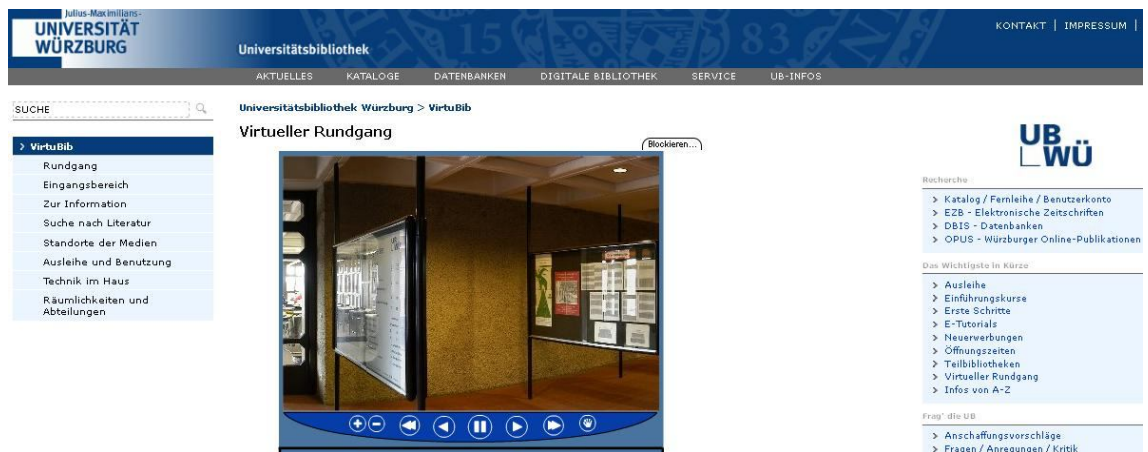 Julius-Maximilians-
UNIVERSITÄT
WÜRZBURG
Universitätsbibliothek
15 83
KONTAKT | IMPRESSUM |
AKTUELLES KATALOGE DATENBANKEN DIGITALE BIBLIOTHEK SERVICE UB-INFOS
SUCHE
Universitätsbibliothek Würzburg > VirtuBib
Virtueller Rundgang
Blockieren...
> VirtuBib
Rundgang
Eingangsbereich
Zur Information
Suche nach Literatur
Standorte der Medien
Ausleihe und Benutzung
Technik im Haus
Räumlichkeiten und
Abteilungen
UB
WÜ
Recherche
> Katalog / Fernleihe / Benutzerkonto
> EZB - Elektronische Zeitschriften
> DBIS - Datenbanken
> OPUS - Würzburger Online-Publikationen
Das Wichtigste in Kürze
> Ausleihe
> Einführungskurse
> Erste Schritte
> E-Tutorials
> Neuerwerbungen
> Öffnungszeiten
> Teilbibliotheken
> Virtueller Rundgang
> Infos von A-Z
Frag' die UB
> Anschaffungsvorschläge
> Fragen / Anregungen / Kritik